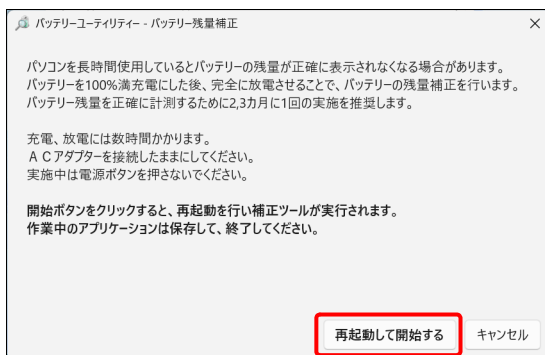 バッテリーユーティリティー - バッテリー残量補正
パソコンを長時間使用しているとバッテリーの残量が正確に表示されなくなる場合があります。
バッテリーを100%満充電にした後、完全に放電させることで、バッテリーの残量補正を行います。
バッテリー残量を正確に計測するために2,3カ月に1回の実施を推奨します。
充電、放電には数時間かかります。
ＡＣアダプターを接続したままにしてください。
実施中は電源ボタンを押さないでください。
開始ボタンをクリックすると、再起動を行い補正ツールが実行されます。
作業中のアプリケーションは保存して、終了してください。
再起動して開始する
キャンセル